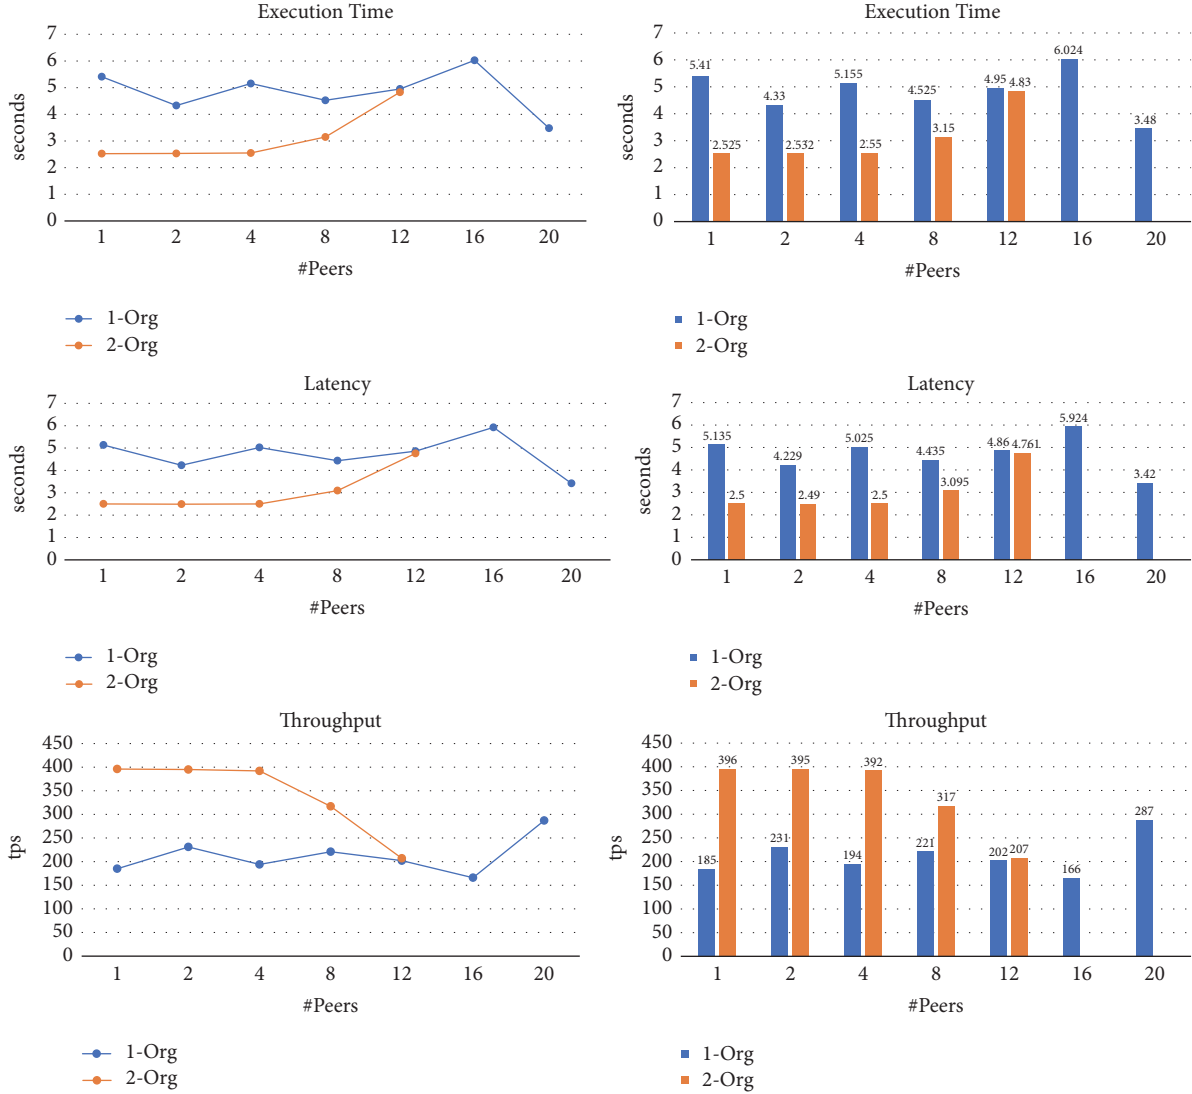 Execution Time
7
6
5
4
3
2
1
0
seconds
1 2 4 8 12 16 20
#Peers
1-Org
2-Org
Execution Time
7
6
5
4
3
2
1
0
seconds
5.41 2.525 4.33 2.532 5.155 2.55 4.525 3.15 4.95 4.83 6.024 3.48
1 2 4 8 12 16 20
#Peers
1-Org
2-Org
Latency
7
6
5
4
3
2
1
0
seconds
1 2 4 8 12 16 20
#Peers
1-Org
2-Org
Latency
7
6
5
4
3
2
1
0
seconds
5.135 2.5 4.229 2.49 5.025 2.5 4.435 3.095 4.86 4.761 5.924 3.42
1 2 4 8 12 16 20
#Peers
1-Org
2-Org
Throughput
450
400
350
300
250
200
150
100
50
0
tps
1 2 4 8 12 16 20
#Peers
1-Org
2-Org
Throughput
450
400
350
300
250
200
150
100
50
0
tps
185 396 231 395 194 392 221 317 202 207 166 287
1 2 4 8 12 16 20
#Peers
1-Org
2-Org